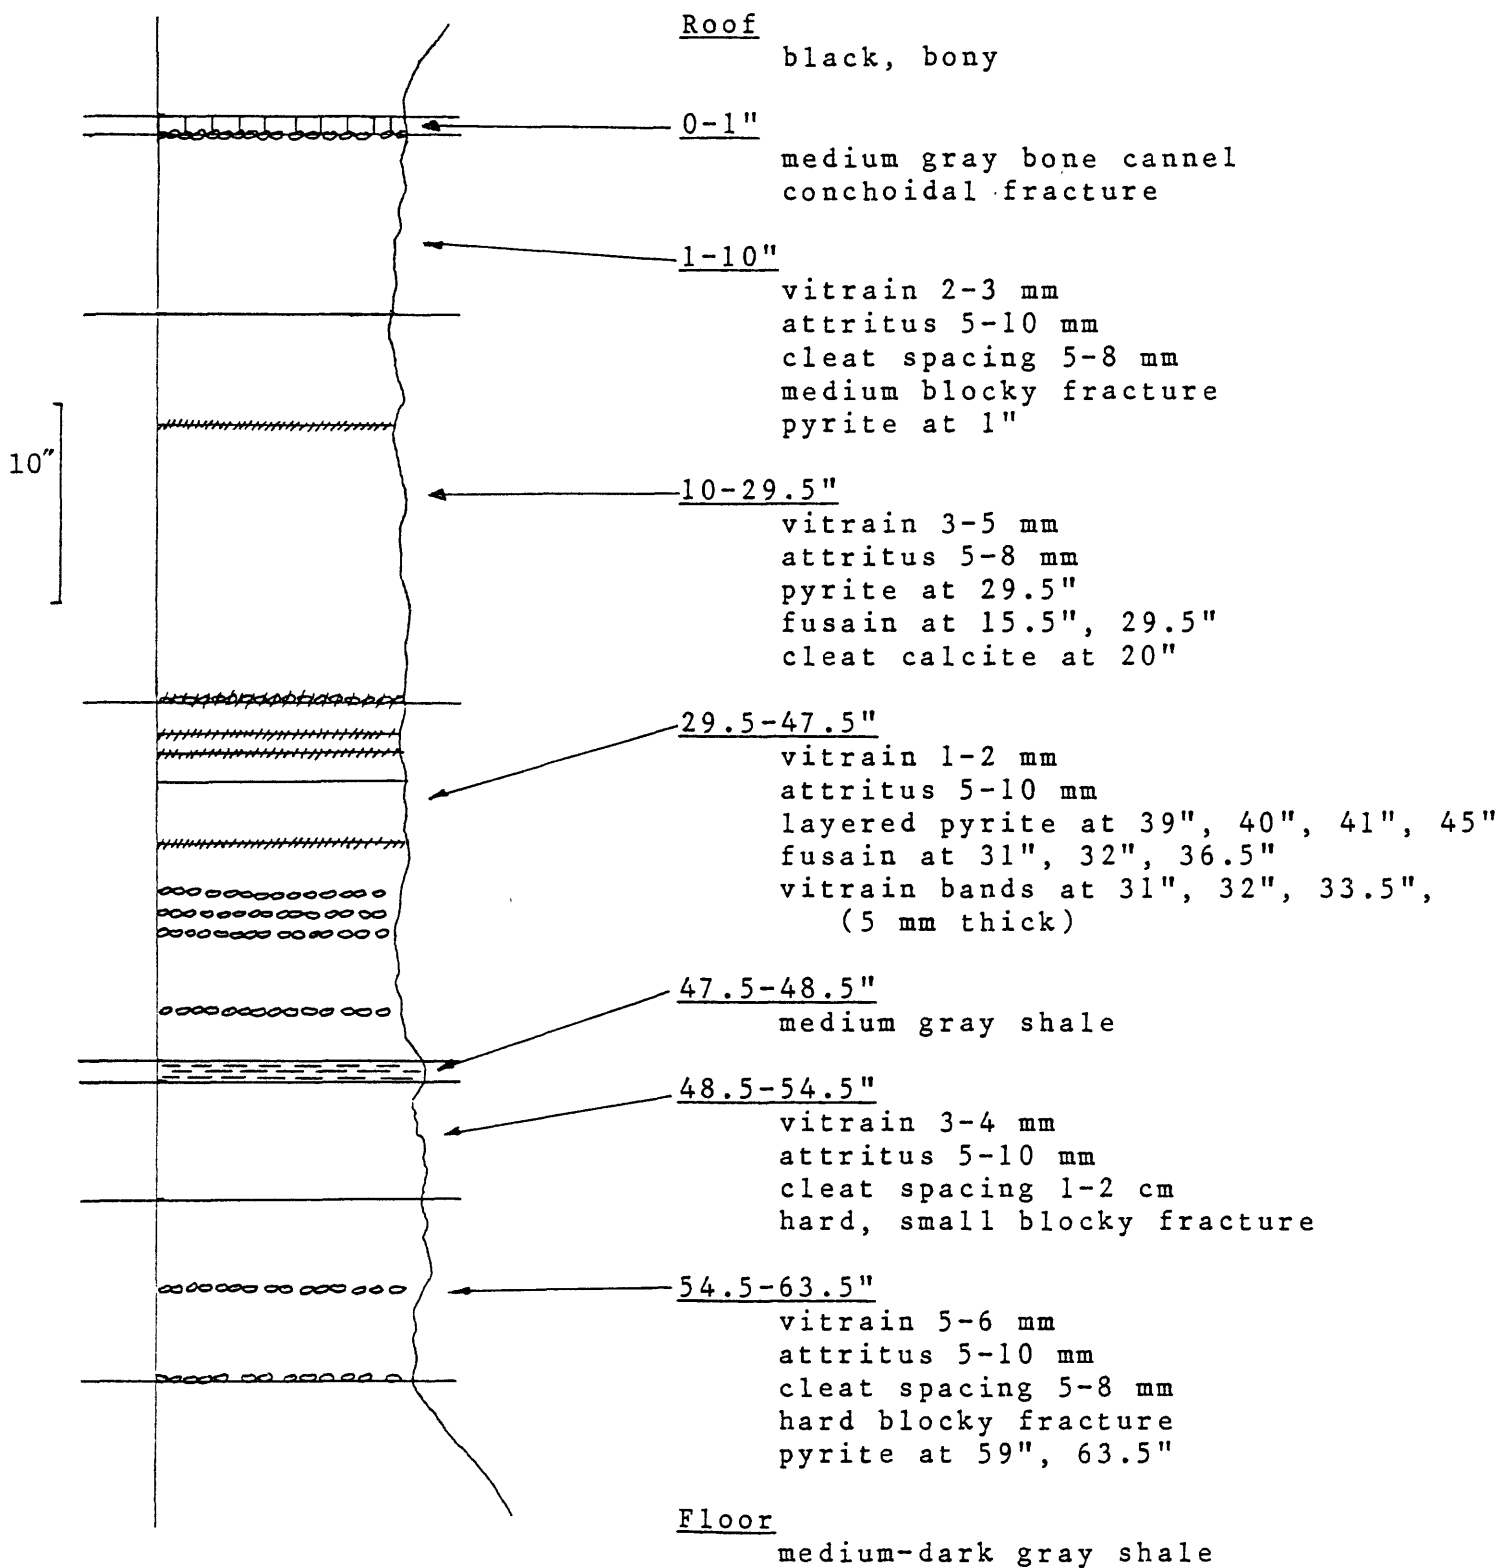 Roof
black, bony
0-1"
medium gray bone cannel
conchoidal fracture
1-10"
vitrain 2-3 mm
attritus 5-10 mm
cleat spacing 5-8 mm
medium blocky fracture
pyrite at 1"
10"
10-29.5"
vitrain 3-5 mm
attritus 5-8 mm
pyrite at 29.5"
fusain at 15.5", 29.5"
cleat calcite at 20"
29.5-47.5"
vitrain 1-2 mm
attritus 5-10 mm
layered pyrite at 39", 40", 41", 45"
fusain at 31", 32", 36.5"
vitrain bands at 31", 32", 33.5",
(5 mm thick)
47.5-48.5"
medium gray shale
48.5-54.5"
vitrain 3-4 mm
attritus 5-10 mm
cleat spacing 1-2 cm
hard, small blocky fracture
54.5-63.5"
vitrain 5-6 mm
attritus 5-10 mm
cleat spacing 5-8 mm
hard blocky fracture
pyrite at 59", 63.5"
Floor
medium-dark gray shale